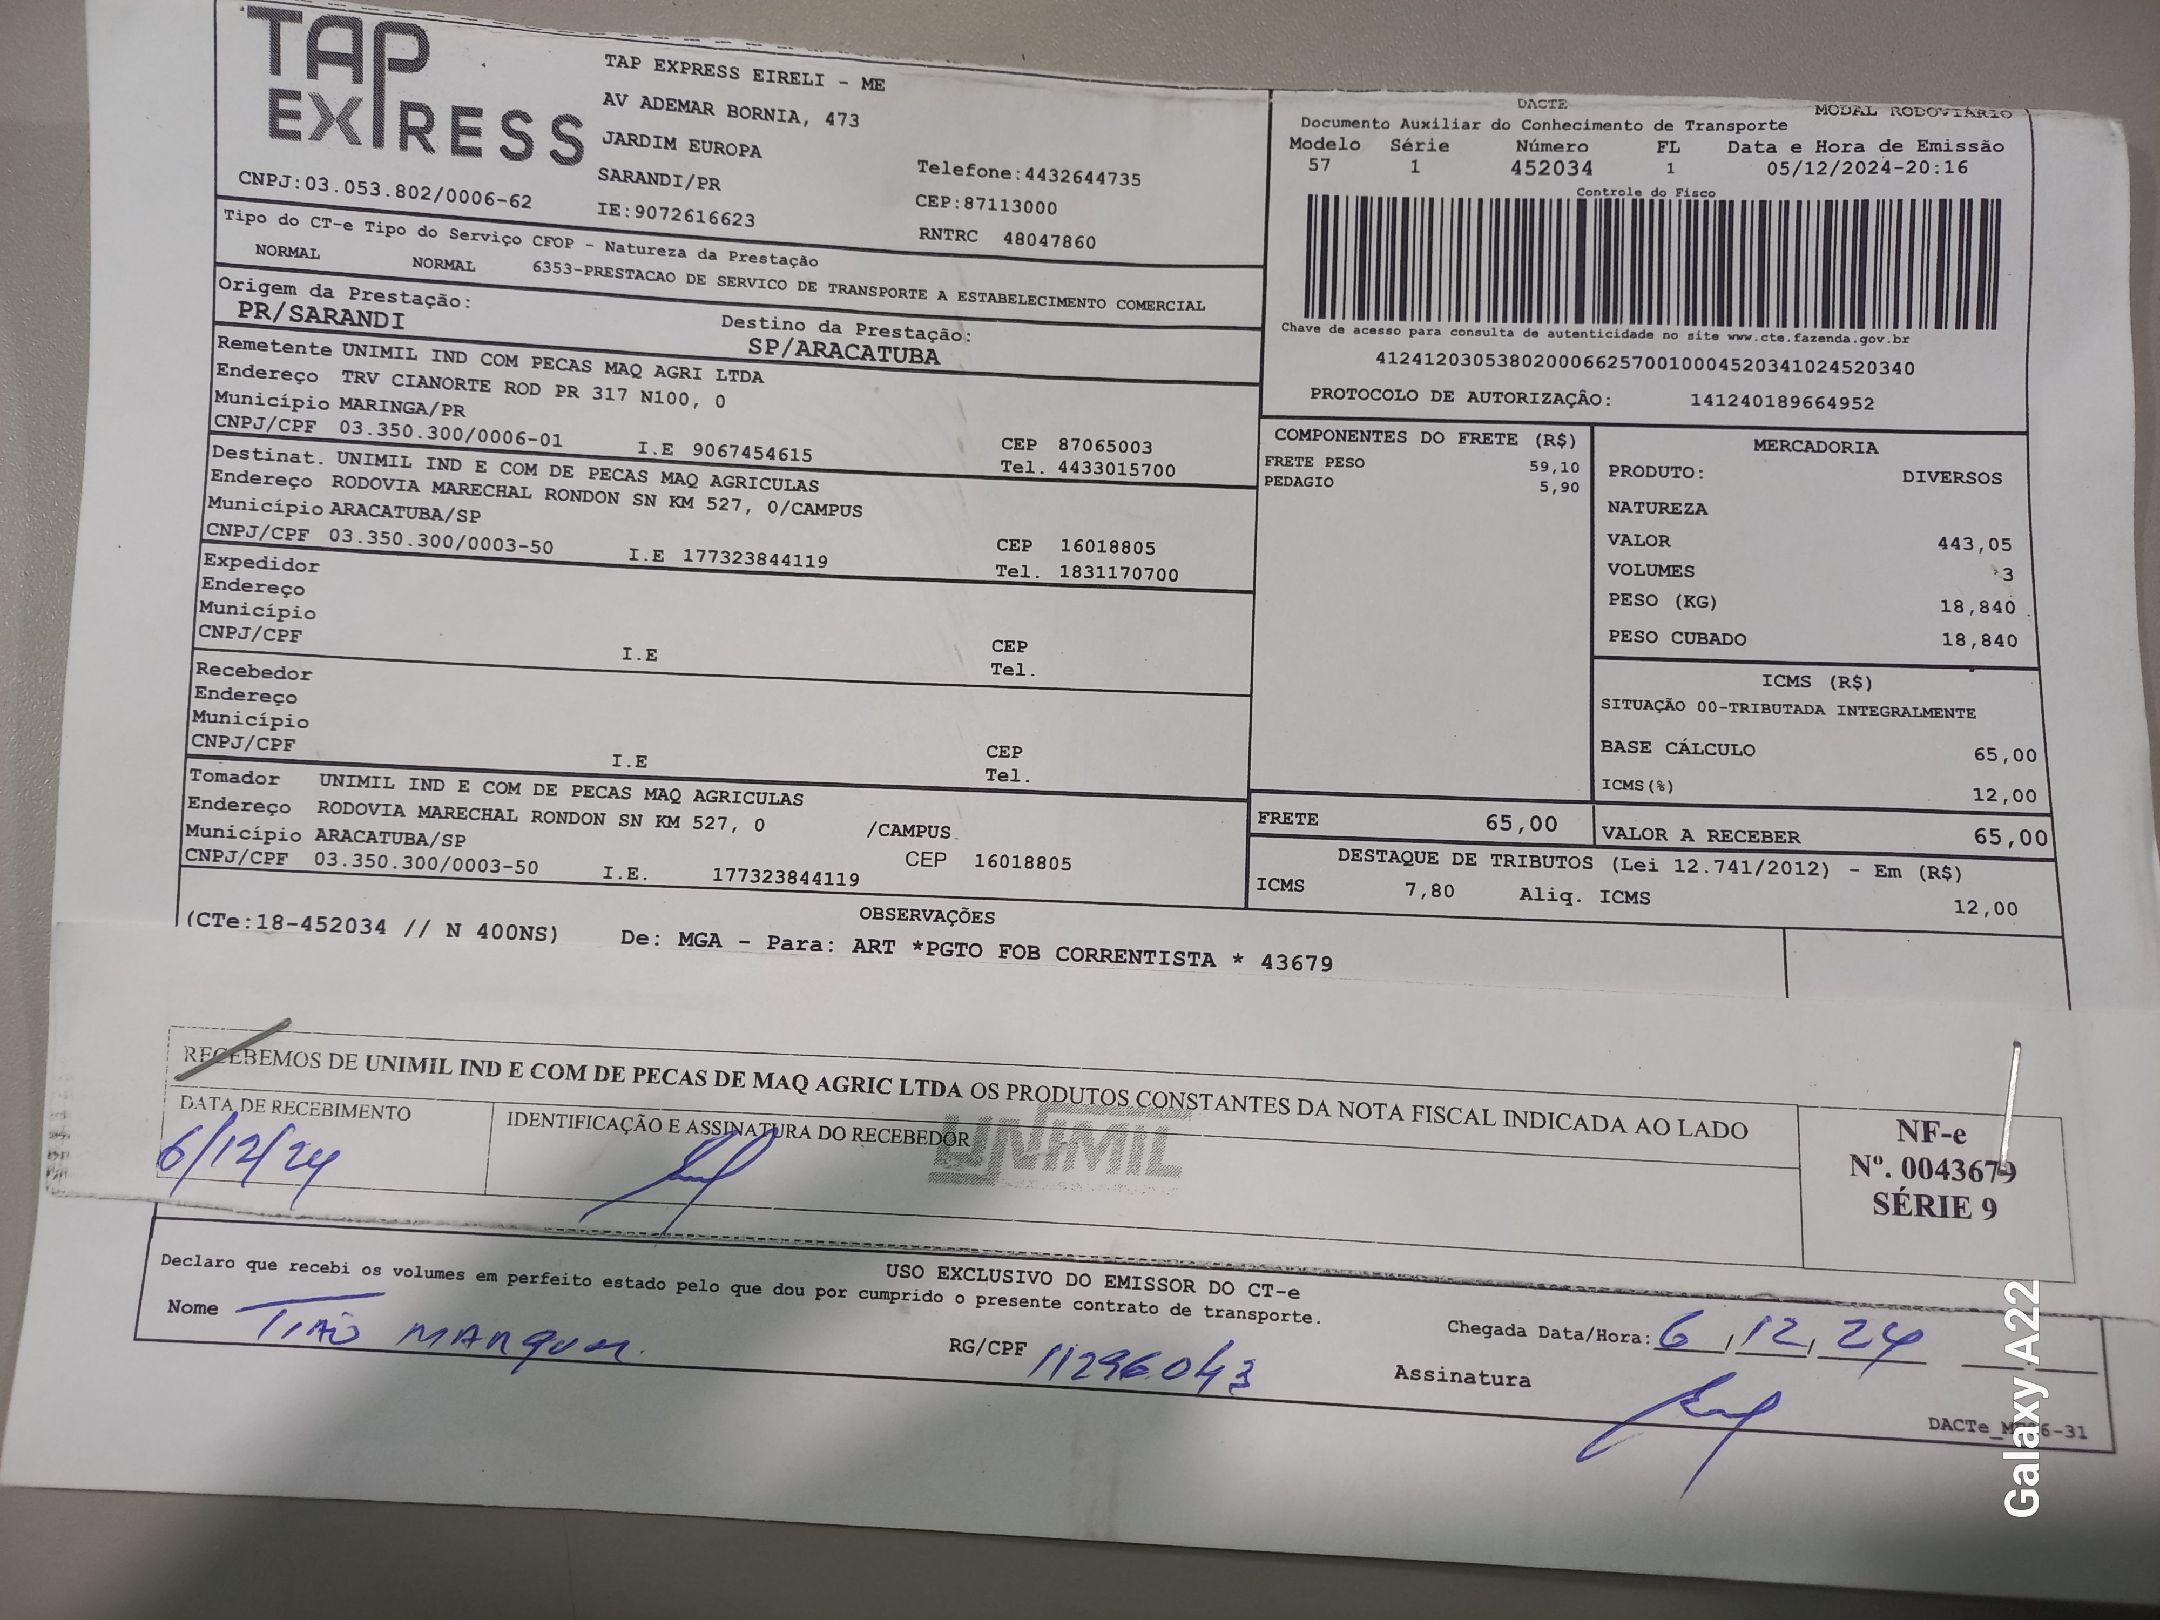 TAP
EXPRESS
CNPJ:03.053.802/0006-62
TAP EXPRESS EIRELI - ME
AV ADEMAR BORNIA, 473
JARDIM EUROPA
SARANDI/PR
IE:9072616623
Telefone:4432644735
CEP:87113000
RNTRC 48047860
DACTE MODAL RODOVIÁRIO
Documento Auxiliar do Conhecimento de Transporte
Modelo Série Número FL Data e Hora de Emissão
57 1 452034 1 05/12/2024-20:16
Controle do Fisco
Chave de acesso para consulta de autenticidade no site www.cte.fazenda.gov.br
41241203053802000662570010004520341024520340
PROTOCOLO DE AUTORIZAÇÃO: 141240189664952
Tipo do CT-e Tipo do Serviço CFOP - Natureza da Prestação
NORMAL NORMAL 6353-PRESTACAO DE SERVICO DE TRANSPORTE A ESTABELECIMENTO COMERCIAL
Origem da Prestação: Destino da Prestação:
PR/SARANDI SP/ARACATUBA
Remetente UNIMIL IND COM PECAS MAQ AGRI LTDA
Endereço TRV CIANORTE ROD PR 317 N100, 0
Município MARINGA/PR CEP 87065003
CNPJ/CPF 03.350.300/0006-01 I.E 9067454615 Tel. 4433015700
Destinat. UNIMIL IND E COM DE PECAS MAQ AGRICULAS
Endereço RODOVIA MARECHAL RONDON SN KM 527, 0/CAMPUS
Município ARACATUBA/SP CEP 16018805
CNPJ/CPF 03.350.300/0003-50 I.E 177323844119 Tel. 1831170700
Expedidor
Endereço
Município CEP
CNPJ/CPF I.E Tel.
Recebedor
Endereço
Município CEP
CNPJ/CPF I.E Tel.
Tomador UNIMIL IND E COM DE PECAS MAQ AGRICULAS
Endereço RODOVIA MARECHAL RONDON SN KM 527, 0 /CAMPUS
Município ARACATUBA/SP CEP 16018805
CNPJ/CPF 03.350.300/0003-50 I.E. 177323844119
COMPONENTES DO FRETE (R$)
FRETE PESO 59,10
PEDAGIO 5,90
MERCADORIA
PRODUTO: DIVERSOS
NATUREZA
VALOR 443,05
VOLUMES 3
PESO (KG) 18,840
PESO CUBADO 18,840
ICMS (R$)
SITUAÇÃO 00-TRIBUTADA INTEGRALMENTE
BASE CÁLCULO 65,00
ICMS(%) 12,00
FRETE 65,00 VALOR A RECEBER 65,00
DESTAQUE DE TRIBUTOS (Lei 12.741/2012) - Em (R$)
ICMS 7,80 Aliq. ICMS 12,00
OBSERVAÇÕES
(CTe:18-452034 // N 400NS) De: MGA - Para: ART *PGTO FOB CORRENTISTA * 43679
RECEBEMOS DE UNIMIL IND E COM DE PECAS DE MAQ AGRIC LTDA OS PRODUTOS CONSTANTES DA NOTA FISCAL INDICADA AO LADO
DATA DE RECEBIMENTO IDENTIFICAÇÃO E ASSINATURA DO RECEBEDOR
6/12/24
UNIMIL
NF-e
Nº. 0043679
SÉRIE 9
USO EXCLUSIVO DO EMISSOR DO CT-e
Declaro que recebi os volumes em perfeito estado pelo que dou por cumprido o presente contrato de transporte.
Nome Tião RG/CPF 11296043 Chegada Data/Hora: 6, 12, 24
Assinatura
Galaxy A22